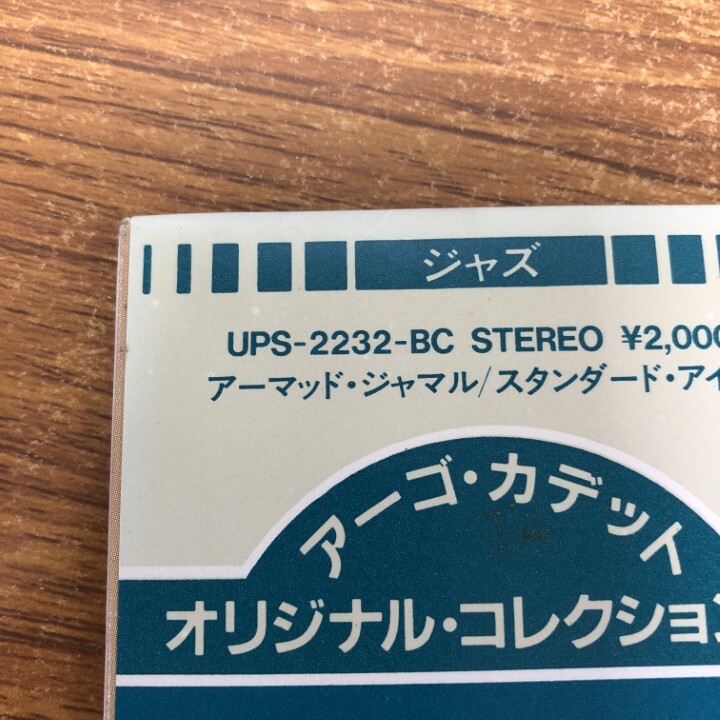 ジャズ
UPS-2232-BC STEREO ¥2,000
アーマッド・ジャマル/スタンダード・アイ
アーゴ・カデット
オリジナル・コレクション